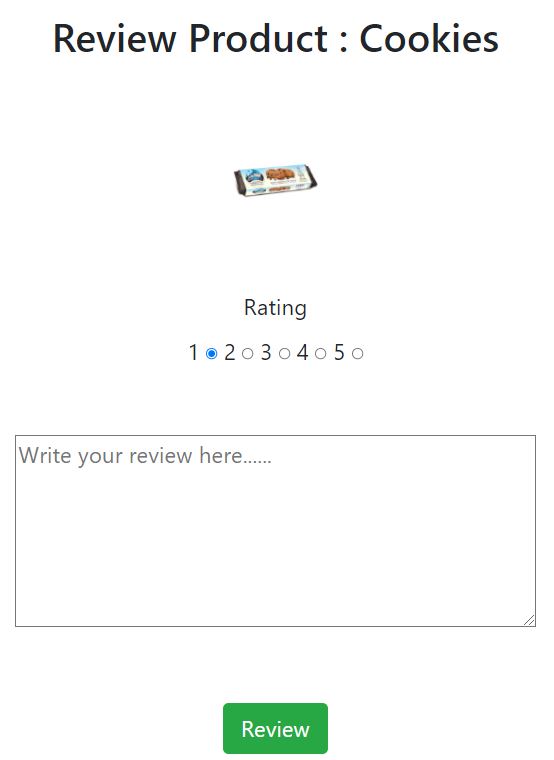 Review Product : Cookies
Rating
1 2 3 4 5
Write your review here......
Review